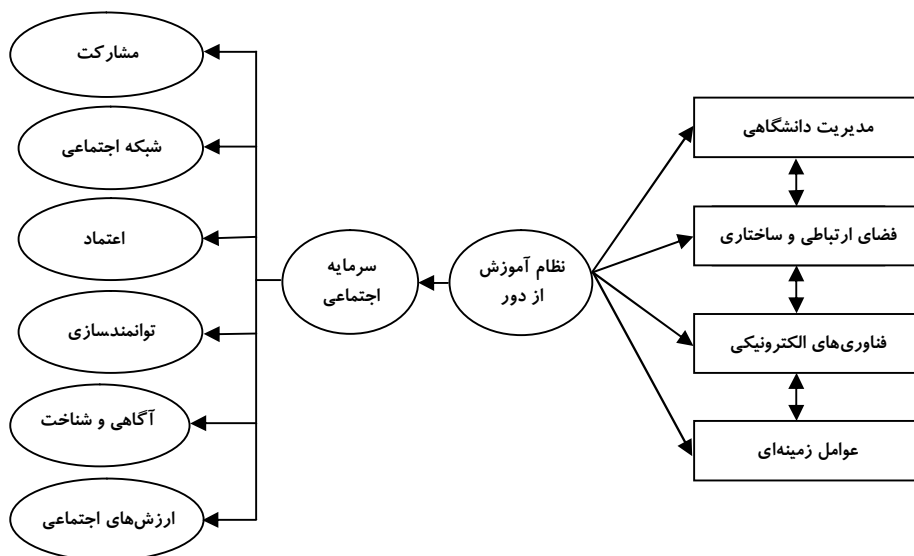 مدیریت دانشگاهی
فضای ارتباطی و ساختاری
فناوری‌های الکترونیکی
عوامل زمینه‌ای
نظام آموزش
از دور
سرمایه
اجتماعی
مشارکت
شبکه اجتماعی
اعتماد
توانمندسازی
آگاهی و شناخت
ارزش‌های اجتماعی